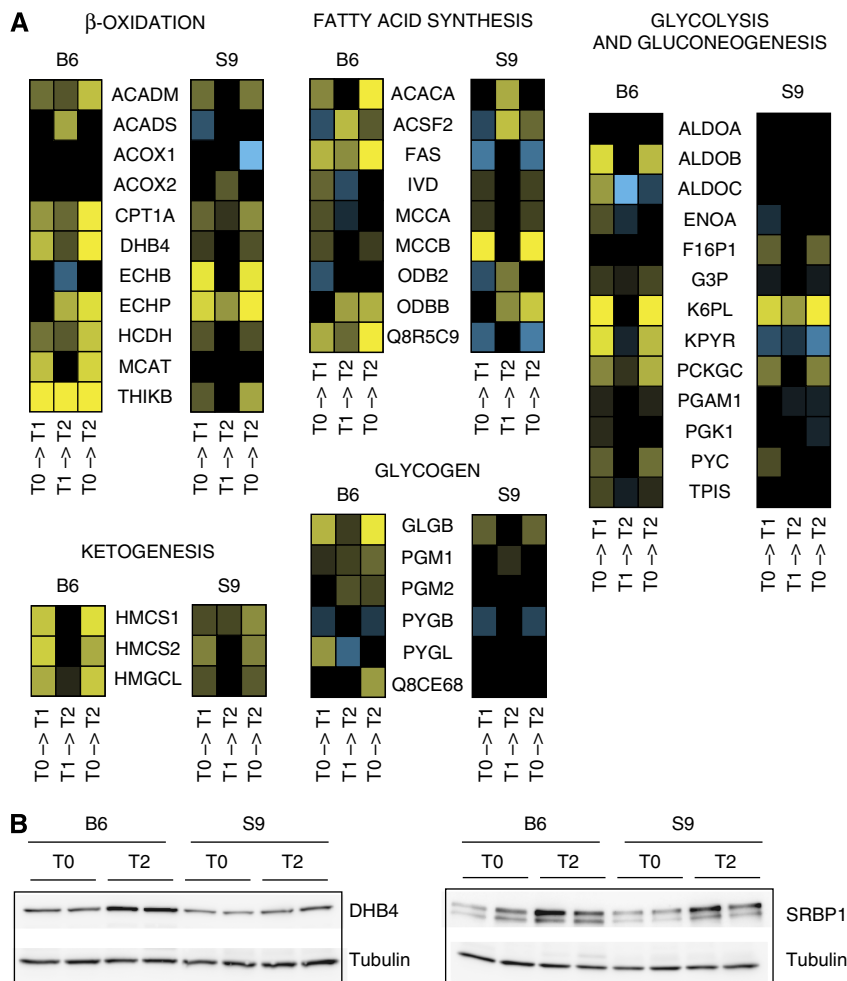 A
β-OXIDATION
B6 S9
ACADM
ACADS
ACOX1
ACOX2
CPT1A
DHB4
ECHB
ECHP
HCDH
MCAT
THIKB
T0 –> T1
T1 –> T2
T0 –> T2
T0 –> T1
T1 –> T2
T0 –> T2
FATTY ACID SYNTHESIS
B6 S9
ACACA
ACSF2
FAS
IVD
MCCA
MCCB
ODB2
ODBB
Q8R5C9
T0 –> T1
T1 –> T2
T0 –> T2
T0 –> T1
T1 –> T2
T0 –> T2
GLYCOLYSIS
AND GLUCONEOGENESIS
B6 S9
ALDOA
ALDOB
ALDOC
ENOA
F16P1
G3P
K6PL
KPYR
PCKGC
PGAM1
PGK1
PYC
TPIS
T0 –> T1
T1 –> T2
T0 –> T2
T0 –> T1
T1 –> T2
T0 –> T2
KETOGENESIS
B6 S9
HMCS1
HMCS2
HMGCL
T0 –> T1
T1 –> T2
T0 –> T2
T0 –> T1
T1 –> T2
T0 –> T2
GLYCOGEN
B6 S9
GLGB
PGM1
PGM2
PYGB
PYGL
Q8CE68
T0 –> T1
T1 –> T2
T0 –> T2
T0 –> T1
T1 –> T2
T0 –> T2
B
B6 S9
T0 T2 T0 T2
DHB4
Tubulin
B6 S9
T0 T2 T0 T2
SRBP1
Tubulin